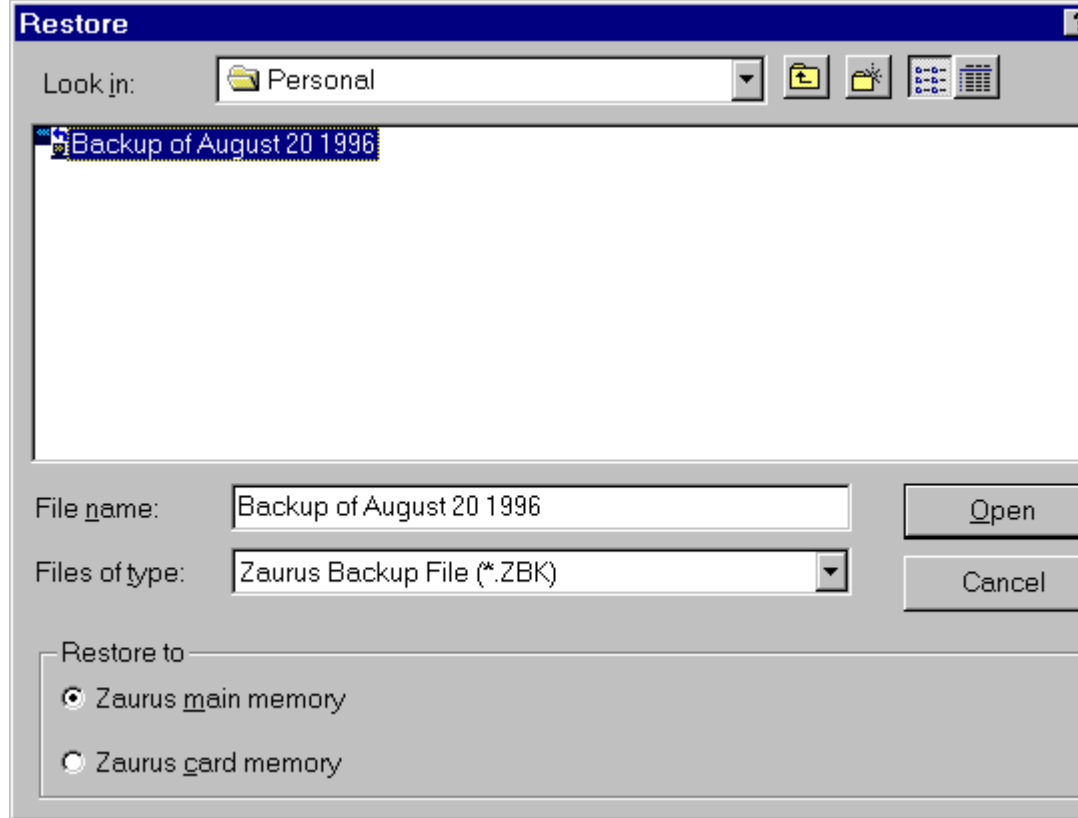 Restore
Look in:
Personal
Backup of August 20 1996
File name:
Backup of August 20 1996
Open
Files of type:
Zaurus Backup File (*.ZBK)
Cancel
Restore to
Zaurus main memory
Zaurus card memory